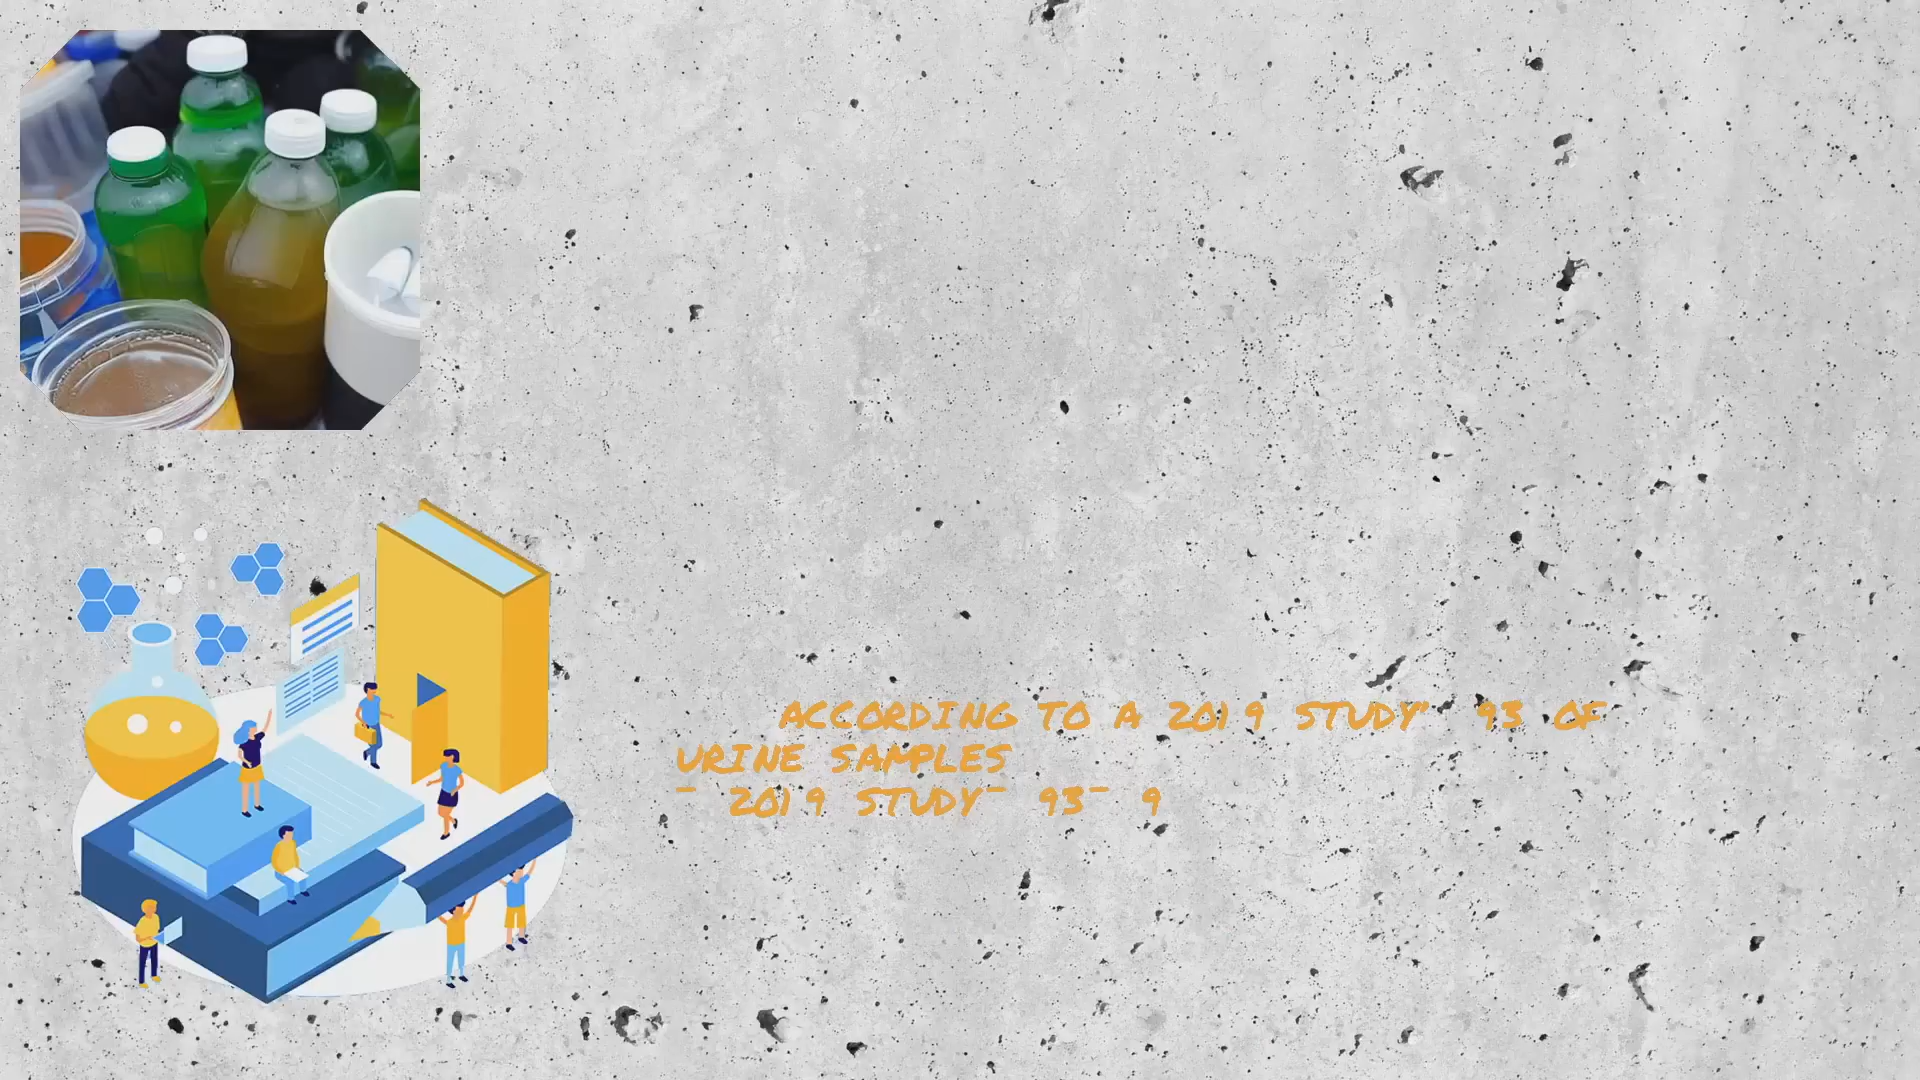 ACCORDING TO A 2019 STUDY' 93 OF
URINE SAMPLES
- 2019 STUDY- 93- 9